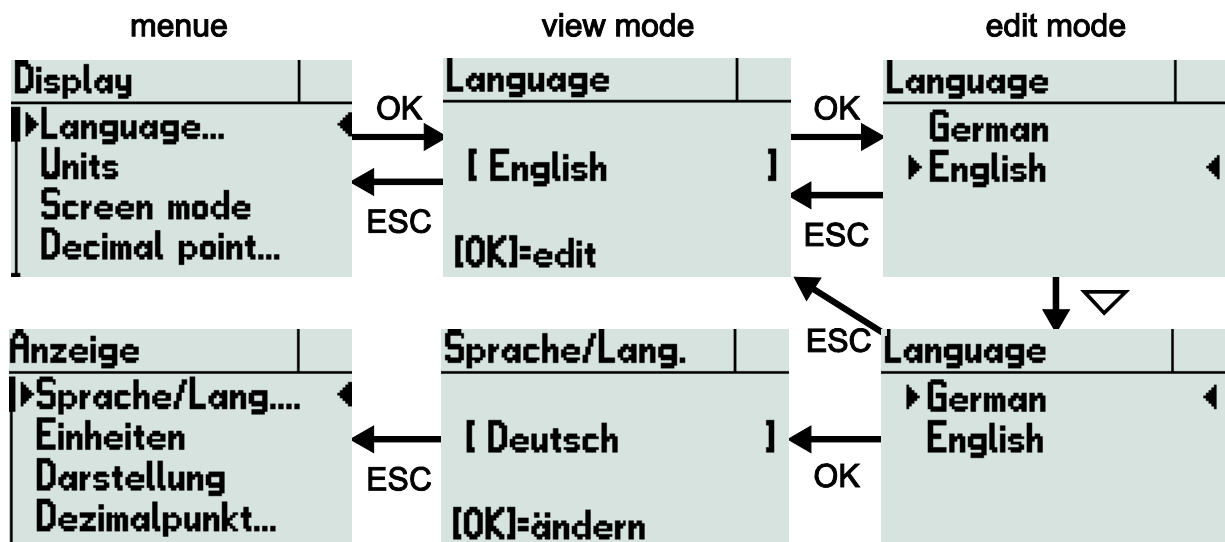 menue
view mode
edit mode
Display
Language...
Units
Screen mode
Decimal point...
OK
ESC
Language
[ English ]
[OK]=edit
OK
ESC
Language
German
English
ESC
Anzeige
Sprache/Lang....
Einheiten
Darstellung
Dezimalpunkt...
ESC
Sprache/Lang.
[ Deutsch ]
[OK]=ändern
OK
Language
German
English